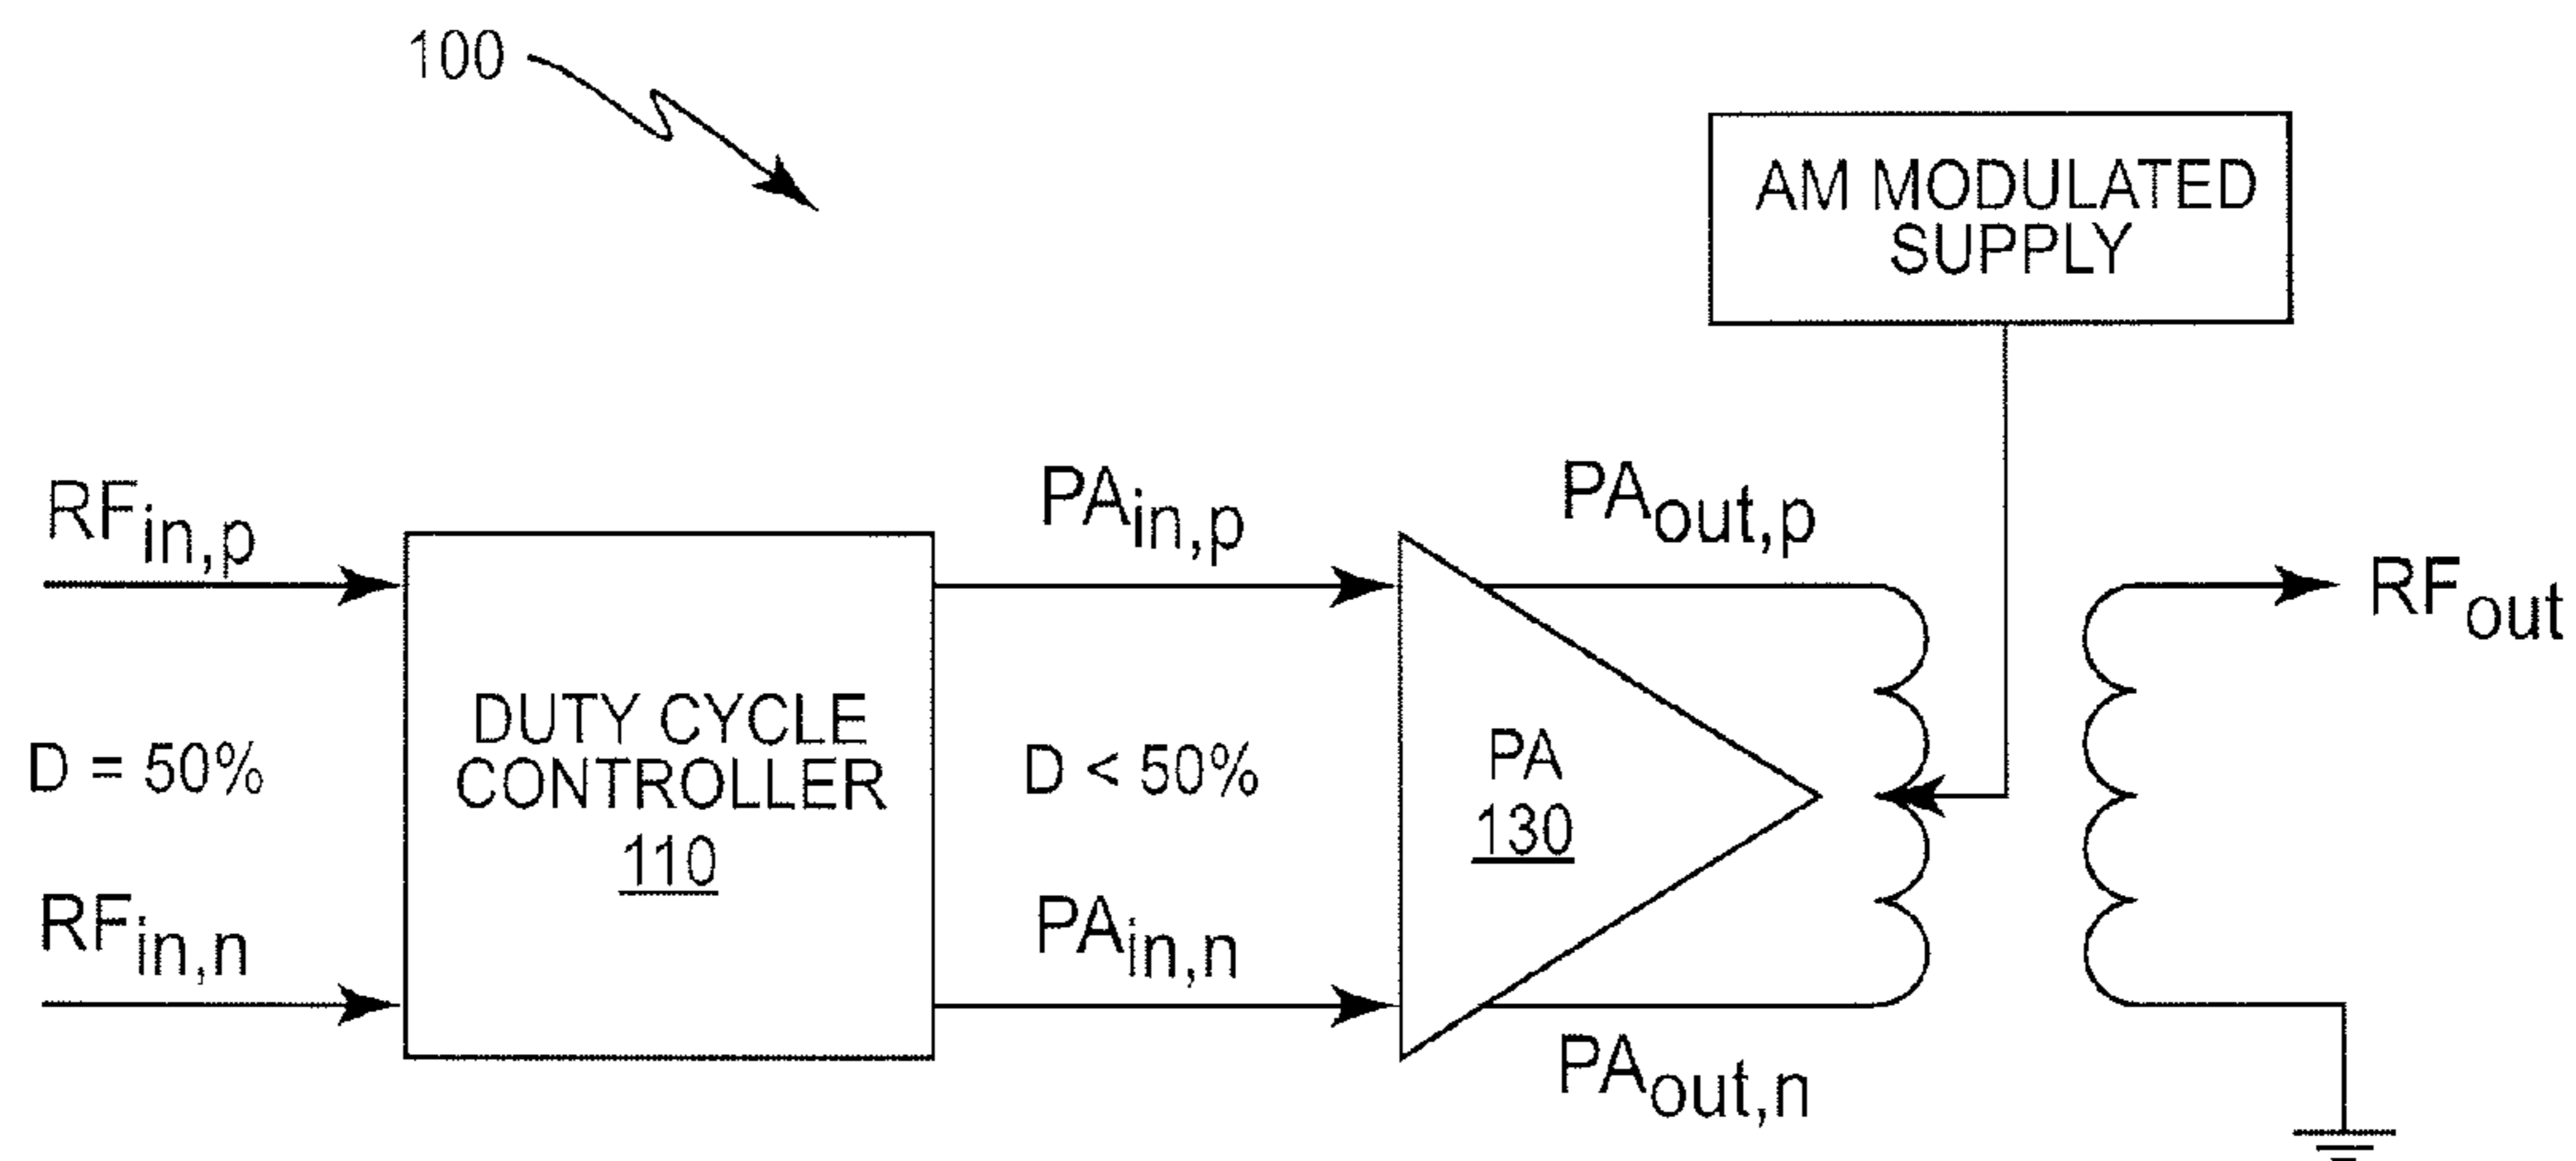 100
AM MODULATED
SUPPLY
RFin,p
PAin,p
PAout,p
RFout
D = 50%
DUTY CYCLE
CONTROLLER
110
D < 50%
PA
130
RFin,n
PAin,n
PAout,n